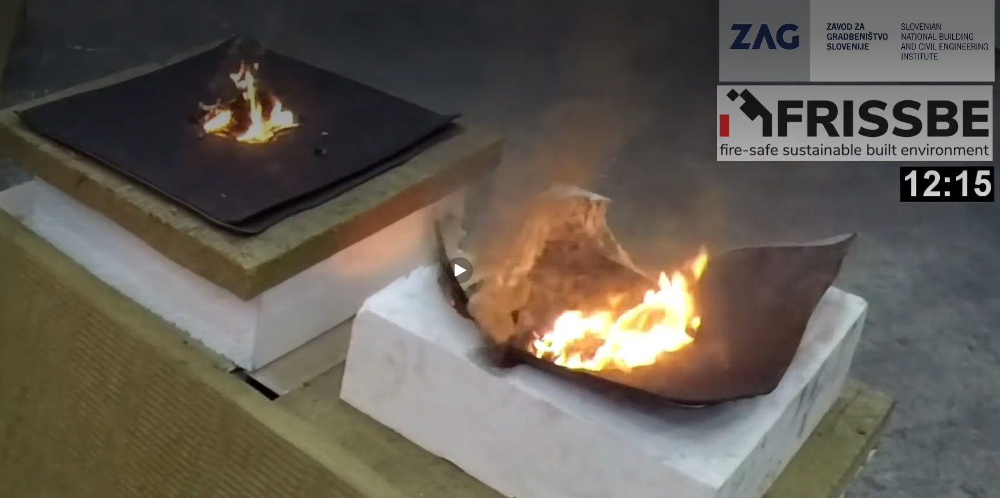 ZAG
ZAVOD ZA
GRADBENIŠTVO
SLOVENIJE
SLOVENIAN
NATIONAL BUILDING
AND CIVIL ENGINEERING
INSTITUTE
FRISSBE
fire-safe sustainable built environment
12:15